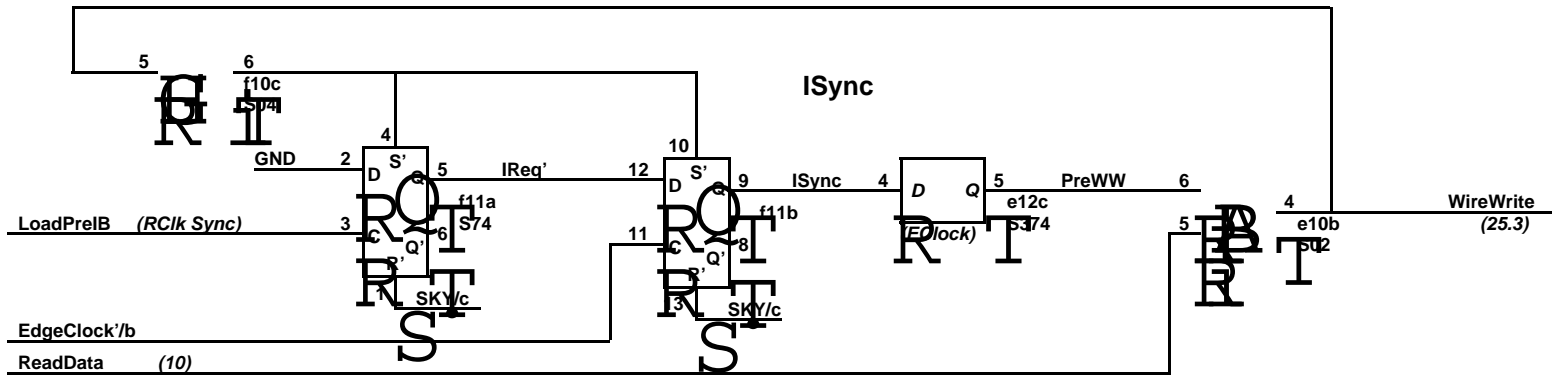 5 6
f10c
S04
ISync
4
10
GND 2 D S' Q 5 IReq' 12 D S' Q 9 ISync 4 D Q 5 PreWW 6
f11a
S74
f11b
e12c
S374
(EClock)
4 WireWrite
e10b
S02
(25.3)
LoadPreIB (RClk Sync) 3 C Q' 6
11 C Q' 8
5
R' R'
1 SKY/c
13 SKY/c
EdgeClock'/b
ReadData (10)